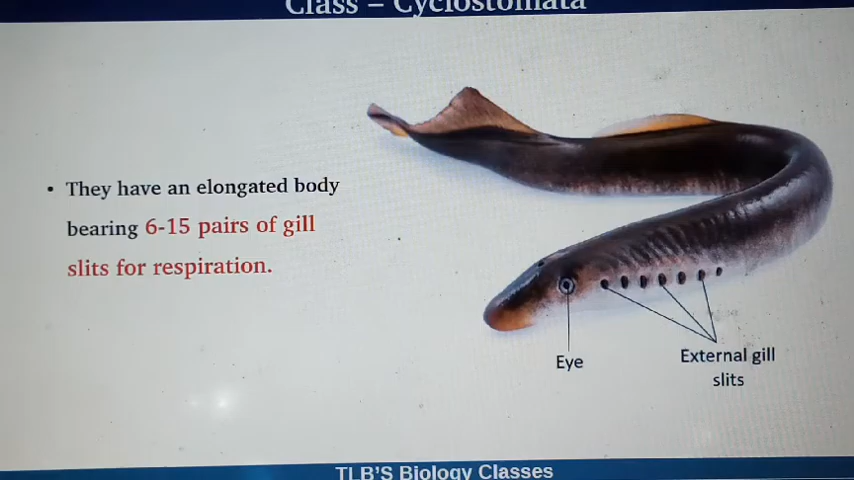 Class – Cyclostomata
• They have an elongated body
bearing 6-15 pairs of gill
slits for respiration.
Eye
External gill
slits
TLB'S Biology Classes